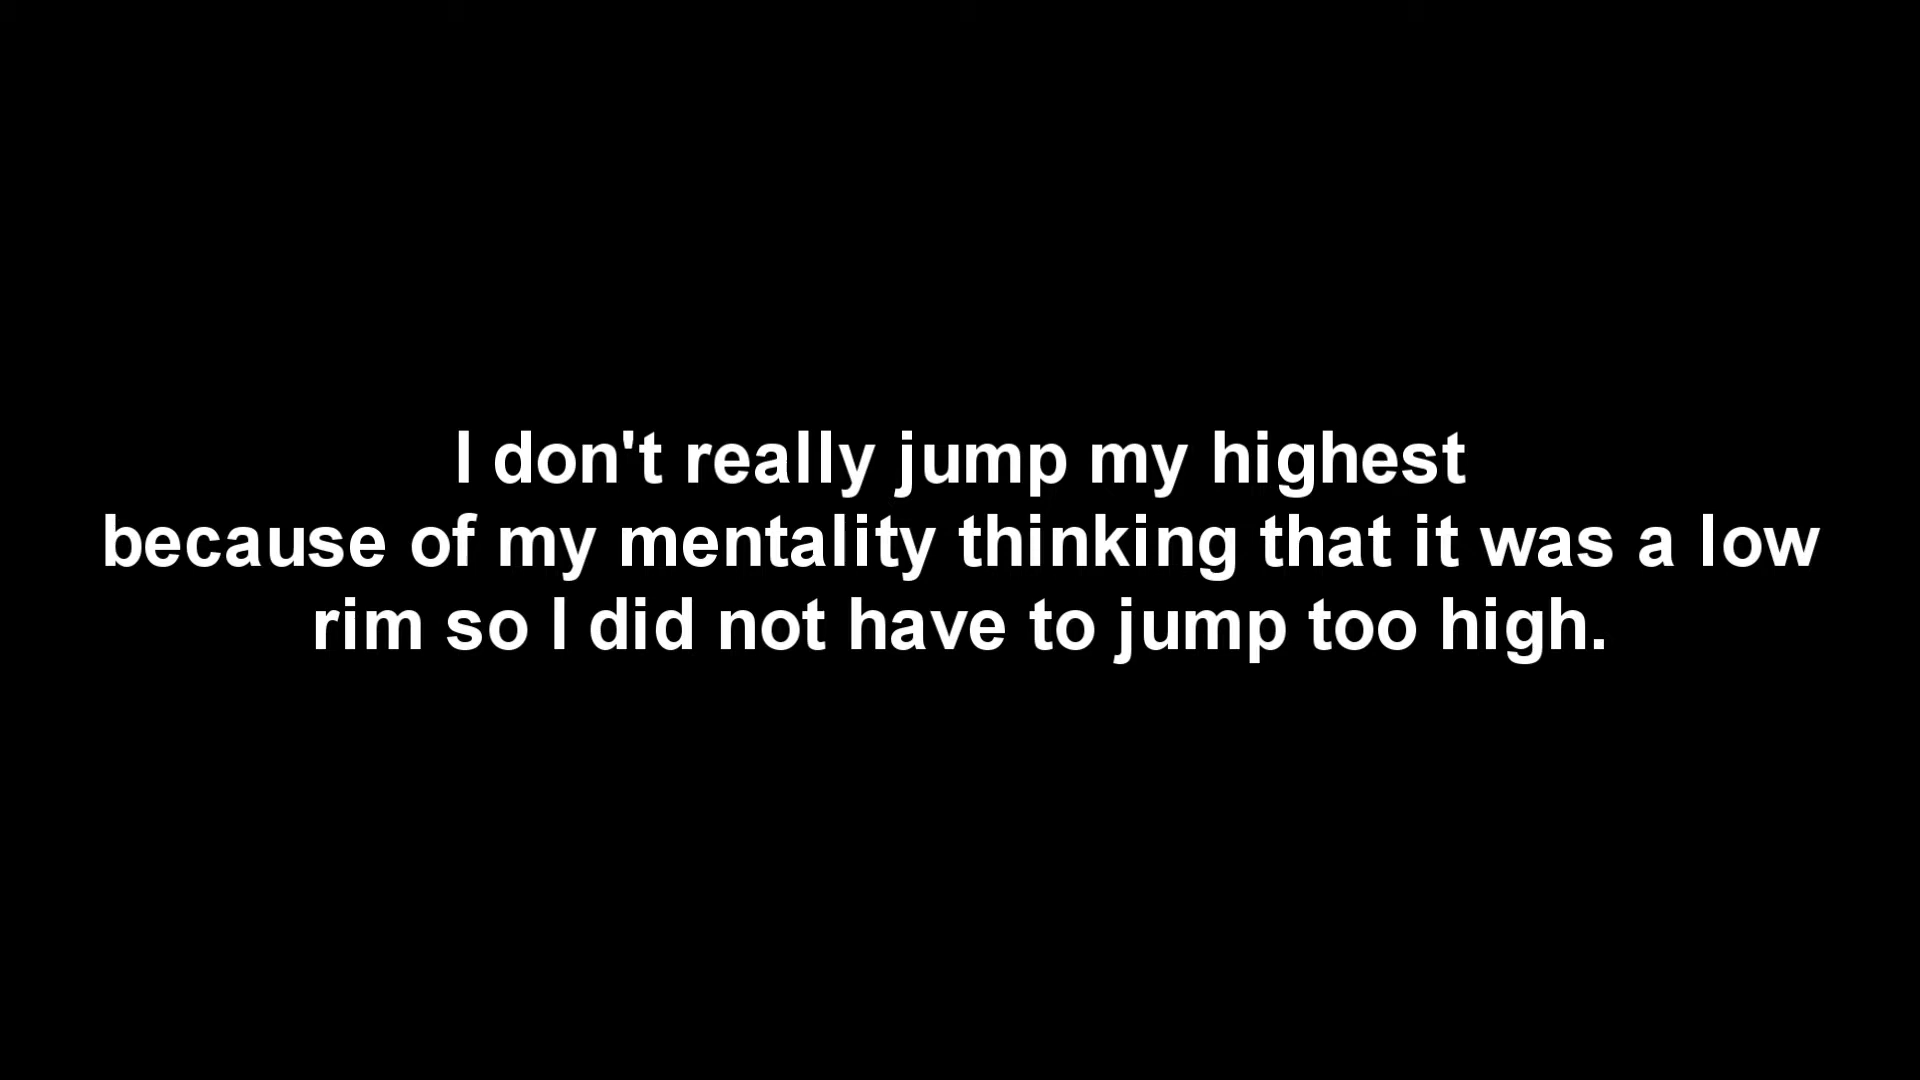 I don't really jump my highest
because of my mentality thinking that it was a low
rim so I did not have to jump too high.